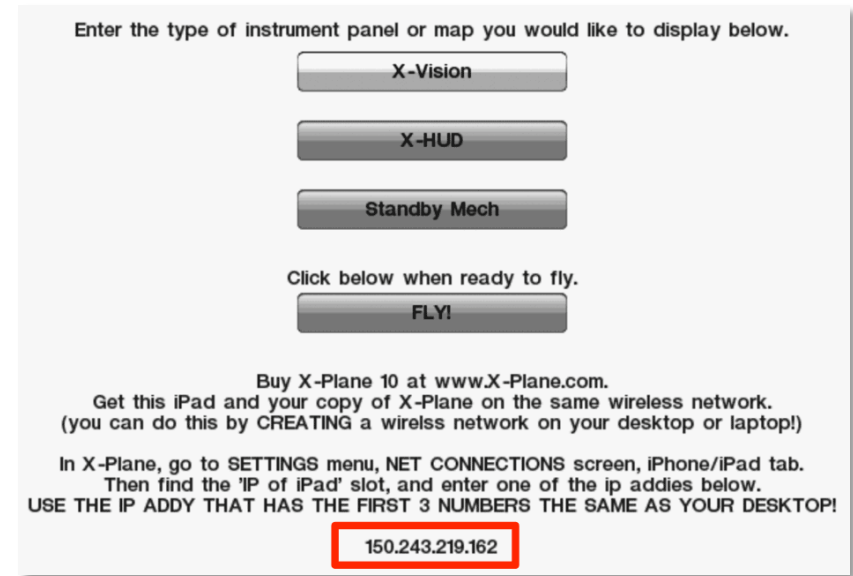 Enter the type of instrument panel or map you would like to display below.
X-Vision
X-HUD
Standby Mech
Click below when ready to fly.
FLY!
Buy X-Plane 10 at www.X-Plane.com.
Get this iPad and your copy of X-Plane on the same wireless network.
(you can do this by CREATING a wirelss network on your desktop or laptop!)
In X-Plane, go to SETTINGS menu, NET CONNECTIONS screen, iPhone/iPad tab.
Then find the 'IP of iPad' slot, and enter one of the ip addies below.
USE THE IP ADDY THAT HAS THE FIRST 3 NUMBERS THE SAME AS YOUR DESKTOP!
150.243.219.162